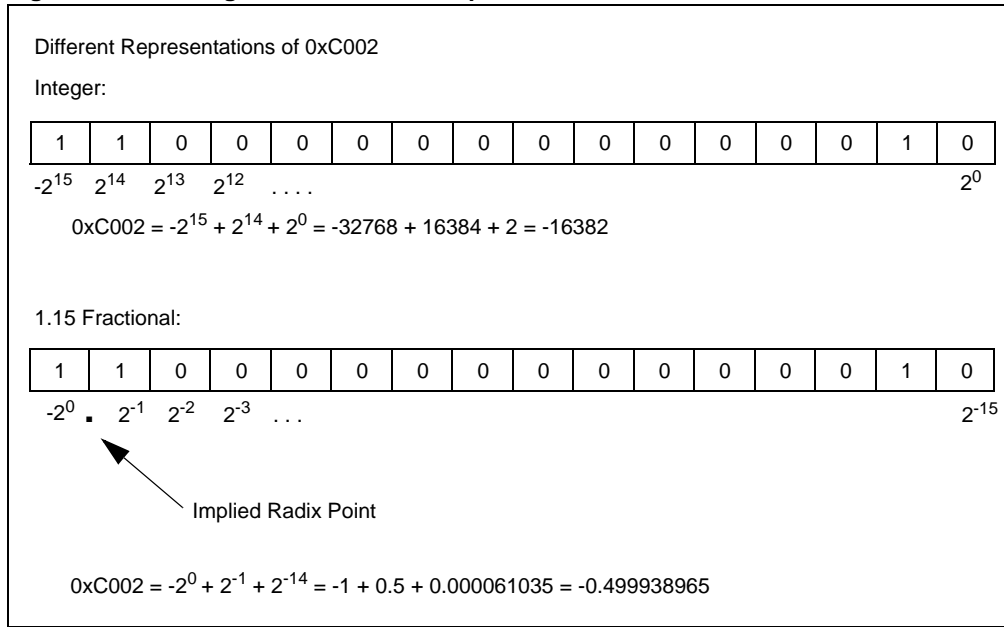 Different Representations of 0xC002
Integer:
1 1 0 0 0 0 0 0 0 0 0 0 0 0 1 0
-2^15 2^14 2^13 2^12 . . . . 2^0
0xC002 = -2^15 + 2^14 + 2^0 = -32768 + 16384 + 2 = -16382
1.15 Fractional:
1 1 0 0 0 0 0 0 0 0 0 0 0 0 1 0
-2^0 . 2^-1 2^-2 2^-3 . . . 2^-15
Implied Radix Point
0xC002 = -2^0 + 2^-1 + 2^-14 = -1 + 0.5 + 0.000061035 = -0.499938965